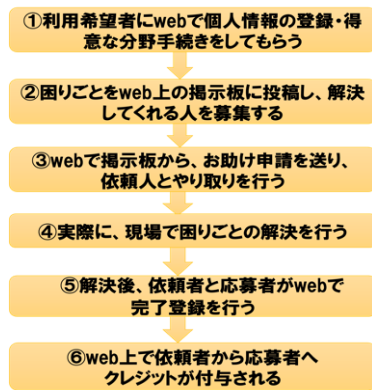 ①利用希望者にwebで個人情報の登録・得
意な分野手続きをしてもらう
②困りごとをweb上の掲示板に投稿し、解決
してくれる人を募集する
③webで掲示板から、お助け申請を送り、
依頼人とやり取りを行う
④実際に、現場で困りごとの解決を行う
⑤解決後、依頼者と応募者がwebで
完了登録を行う
⑥web上で依頼者から応募者へ
クレジットが付与される